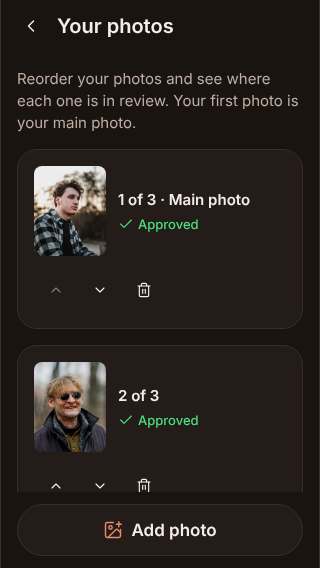 Your photos
Reorder your photos and see where
each one is in review. Your first photo is
your main photo.
1 of 3 · Main photo
Approved
2 of 3
Approved
Add photo